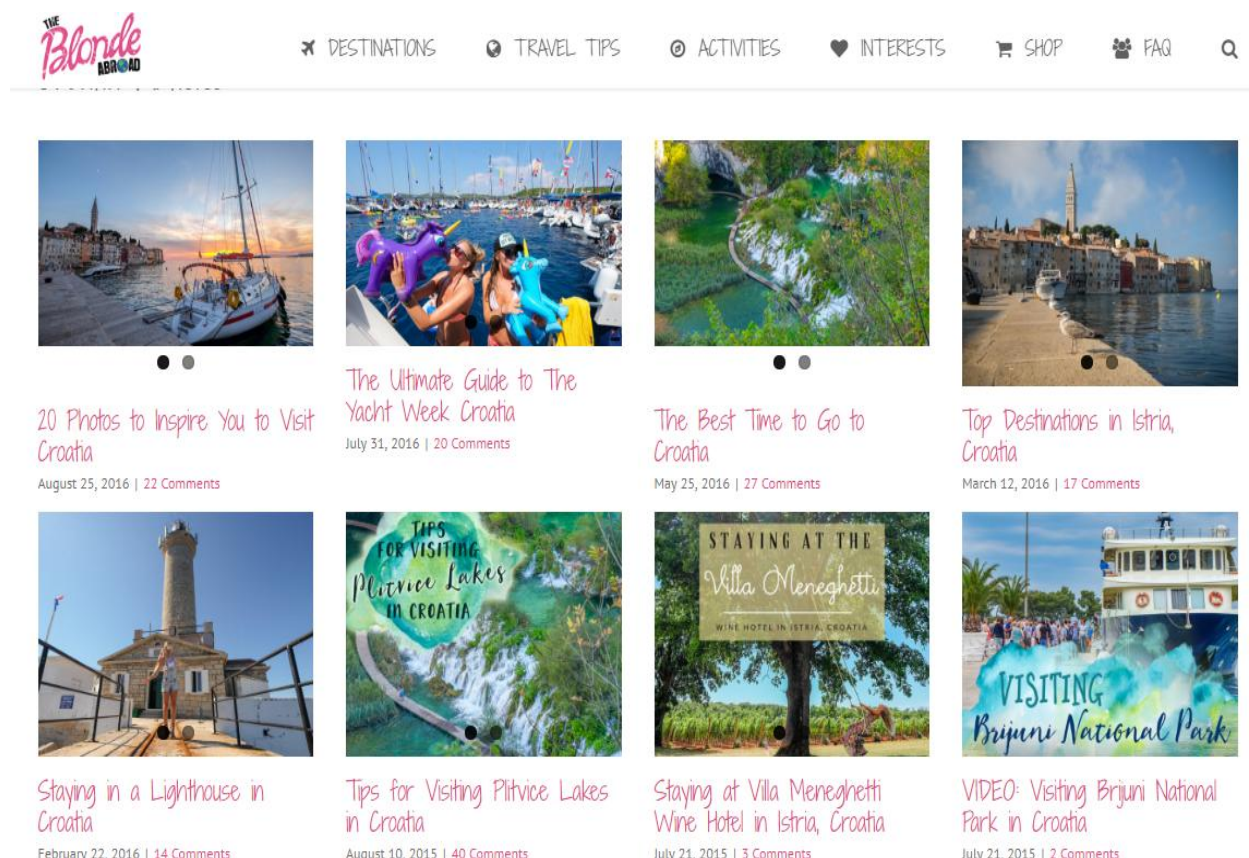 THE
Blonde
ABROAD
DESTINATIONS
TRAVEL TIPS
ACTIVITIES
INTERESTS
SHOP
FAQ
20 Photos to Inspire You to Visit
Croatia
August 25, 2016 | 22 Comments
The Ultimate Guide to The
Yacht Week Croatia
July 31, 2016 | 20 Comments
The Best Time to Go to
Croatia
May 25, 2016 | 27 Comments
Top Destinations in Istria,
Croatia
March 12, 2016 | 17 Comments
Staying in a Lighthouse in
Croatia
February 22, 2016 | 14 Comments
TIPS
FOR VISITING
Plitvice Lakes
IN CROATIA
Tips for Visiting Plitvice Lakes
in Croatia
August 10, 2015 | 40 Comments
STAYING AT THE
Villa Meneghetti
WINE HOTEL IN ISTRIA, CROATIA
Staying at Villa Meneghetti
Wine Hotel in Istria, Croatia
July 21, 2015 | 3 Comments
VISITING
Brijuni National Park
VIDEO: Visiting Brijuni National
Park in Croatia
July 21, 2015 | 2 Comments